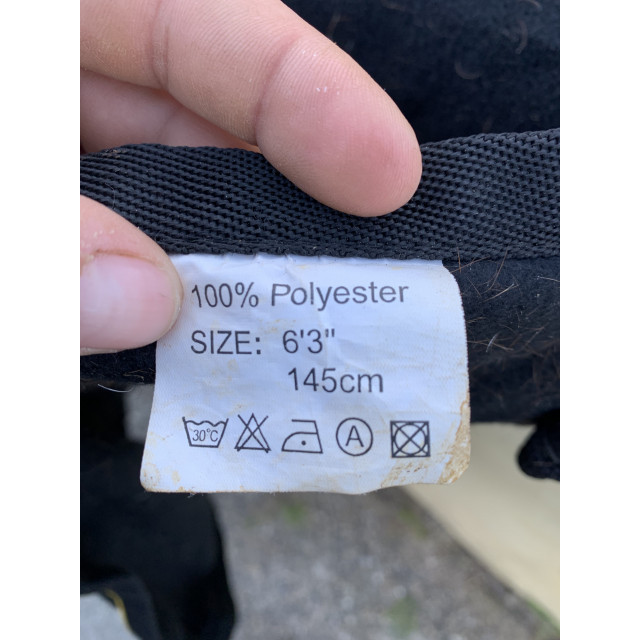 100% Polyester
SIZE: 6'3"
145cm
30°C A